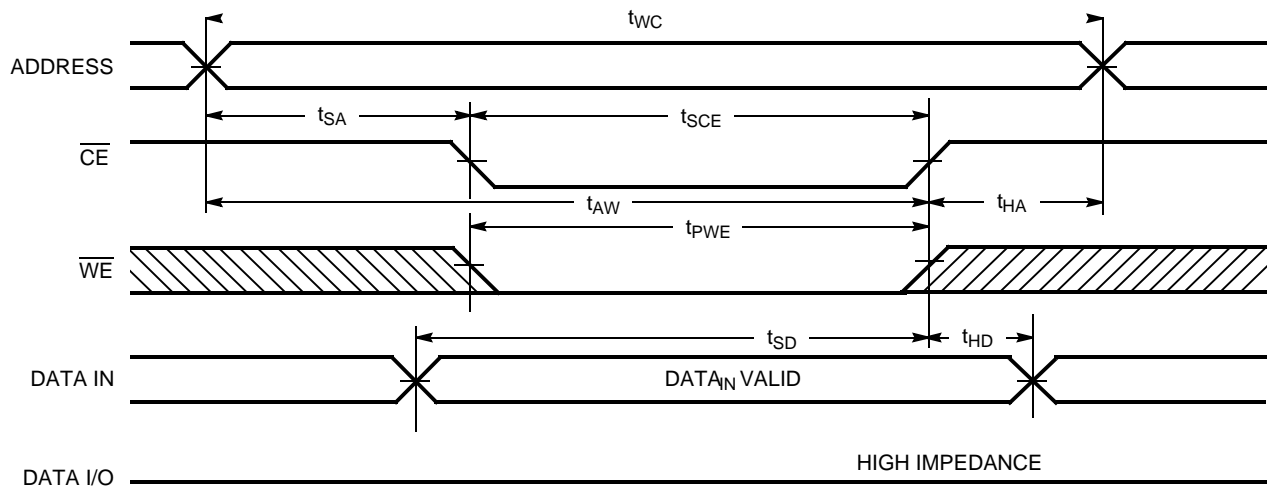 tWC
ADDRESS
tSA
tSCE
CE
tAW
tHA
tPWE
WE
tSD
tHD
DATA IN
DATAIN VALID
HIGH IMPEDANCE
DATA I/O